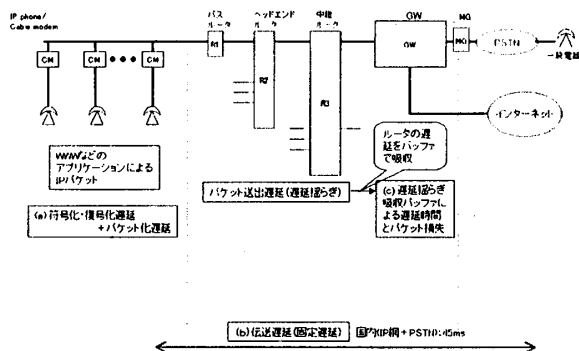 IP phone/
Cable modem
CM
CM
CM
バス
ルータ
R1
ヘッドエンド
ルータ
R2
中継
ルータ
R3
GW
GW
MG
MG
PSTN
一般電話
インターネット
WWWなどの
アプリケーションによる
IPパケット
(a) 符号化・復号化遅延
+ パケット化遅延
ルータの遅
延をバッファ
で吸収
パケット送出遅延(遅延揺らぎ)
(c) 遅延揺らぎ
吸収バッファに
よる遅延時間
とパケット損失
(b) 伝送遅延(固定遅延)
国内(IP網 + PSTN):45ms